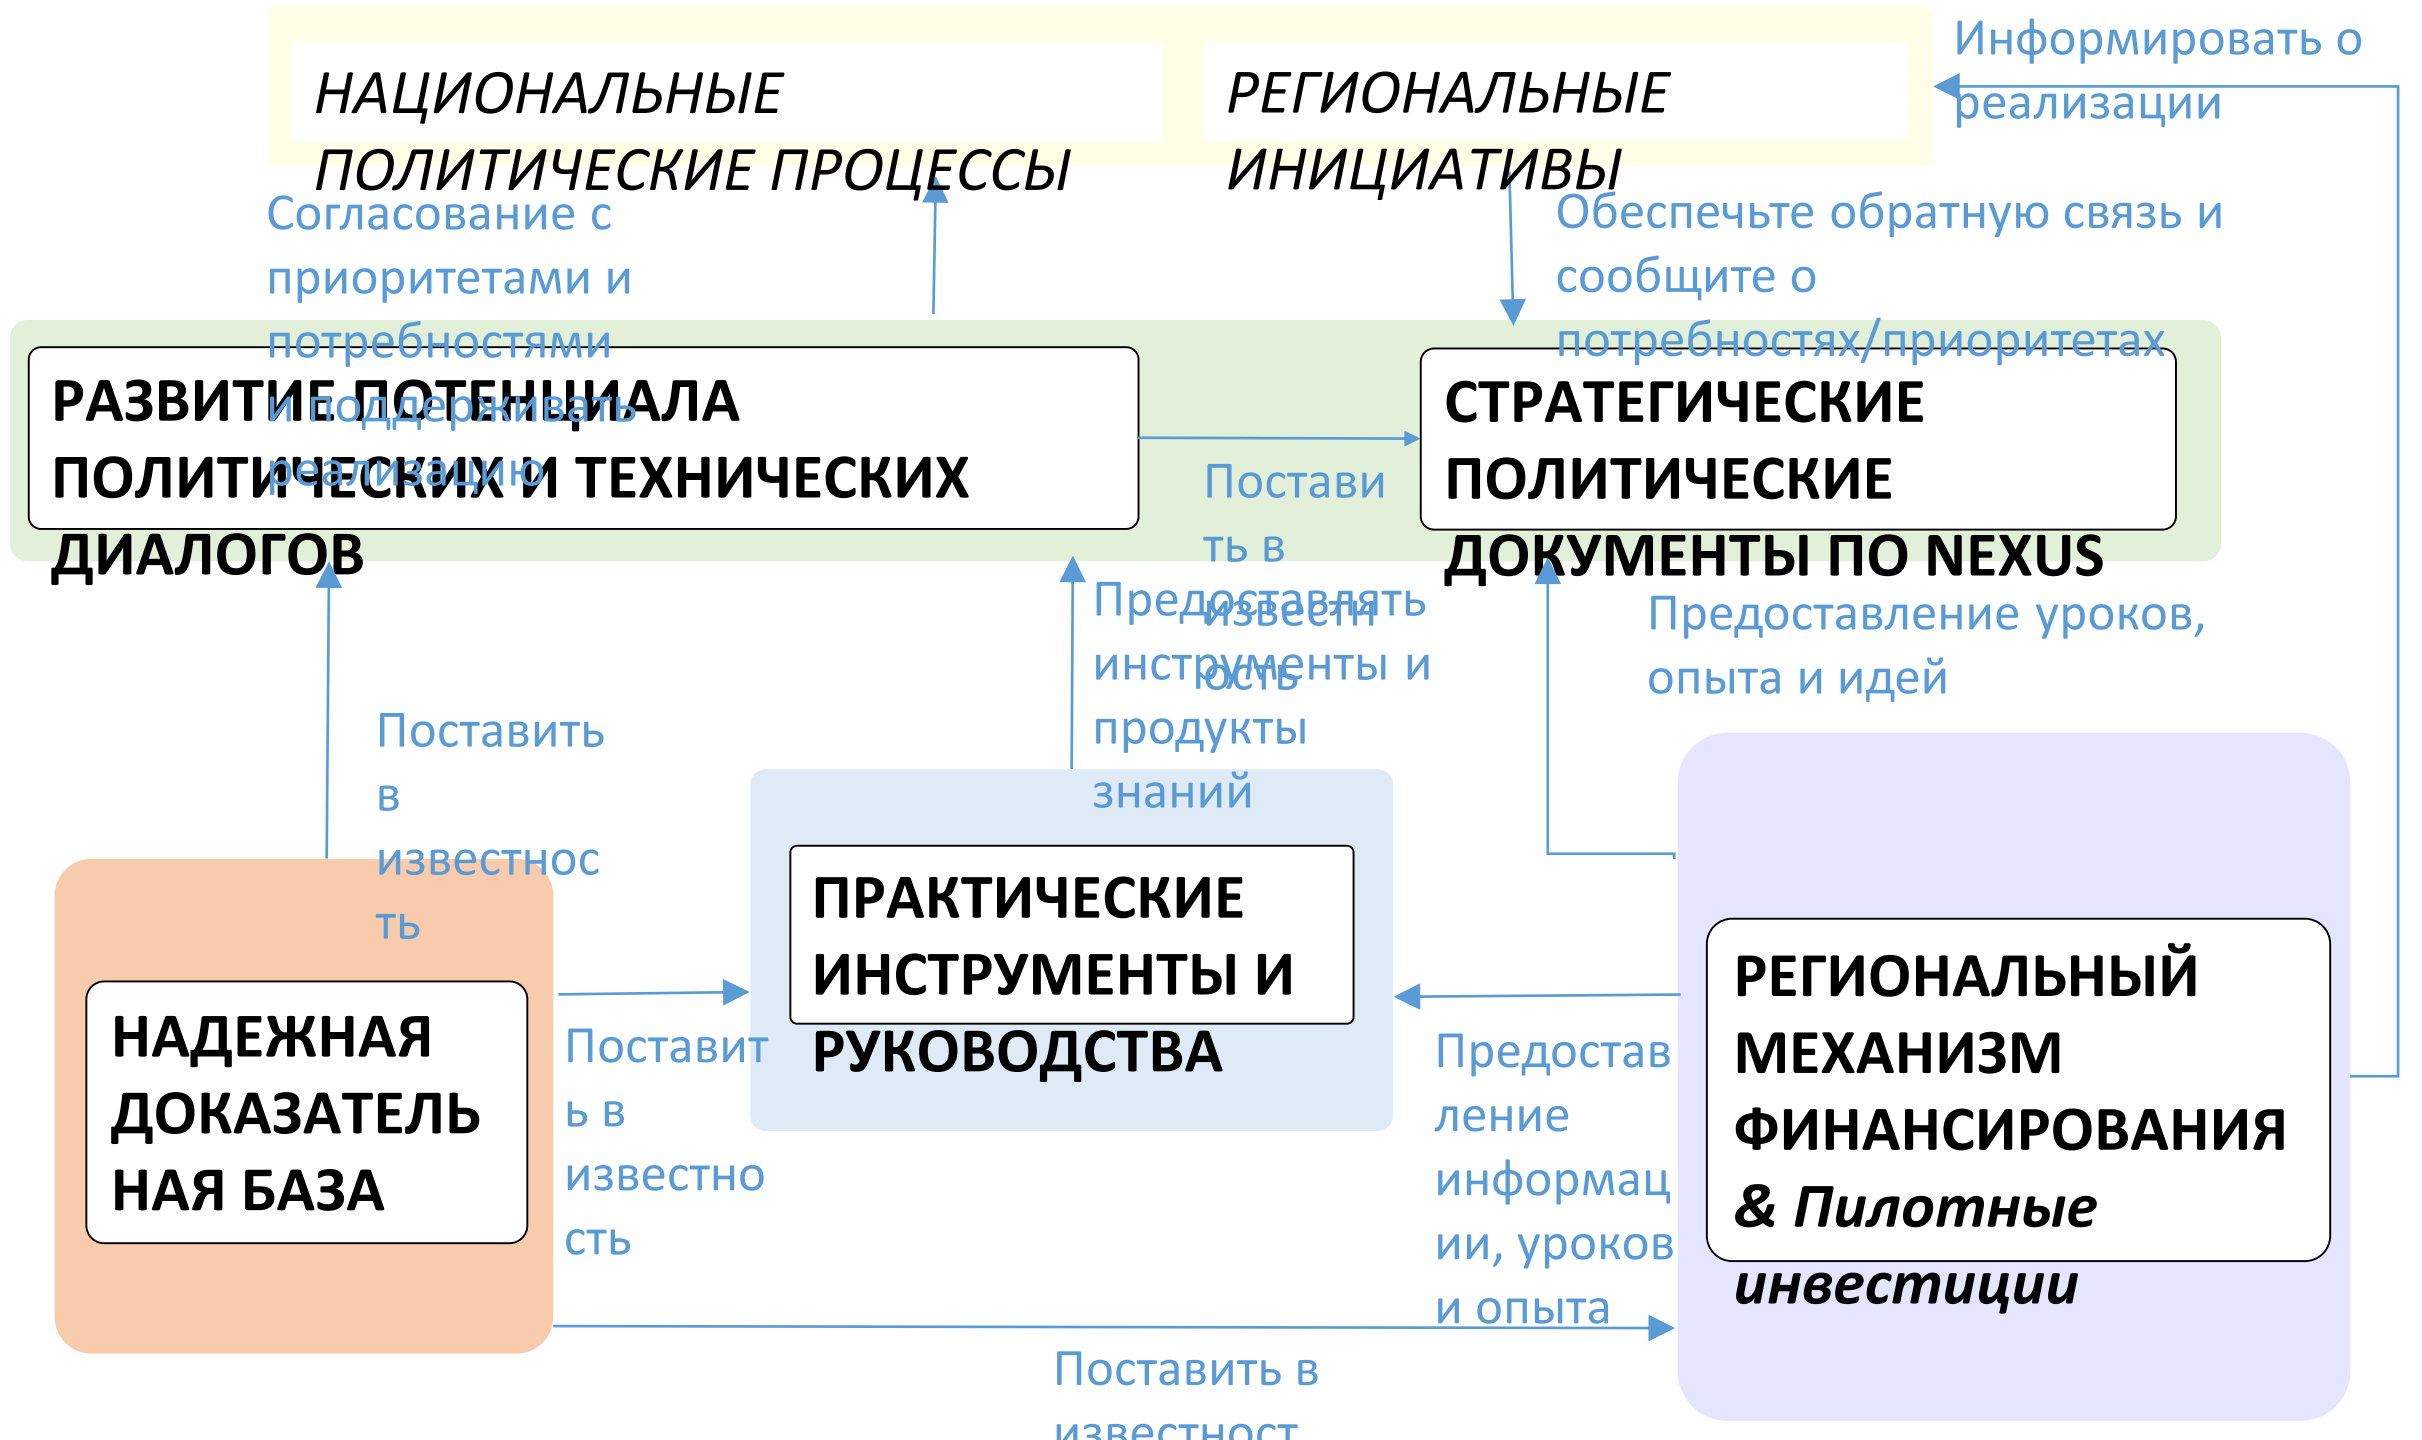 НАЦИОНАЛЬНЫЕ
ПОЛИТИЧЕСКИЕ ПРОЦЕССЫ
РЕГИОНАЛЬНЫЕ
ИНИЦИАТИВЫ
Информировать о
реализации
Согласование с
приоритетами и
потребностями
и поддерживать
реализацию
Обеспечьте обратную связь и
сообщите о
потребностях/приоритетах
РАЗВИТИЕ ПОТЕНЦИАЛА
ПОЛИТИЧЕСКИХ И ТЕХНИЧЕСКИХ
ДИАЛОГОВ
Постави
ть в
известн
ость
СТРАТЕГИЧЕСКИЕ
ПОЛИТИЧЕСКИЕ
ДОКУМЕНТЫ ПО NEXUS
Поставить
в
известнос
ть
Предоставлять
инструменты и
продукты
знаний
Предоставление уроков,
опыта и идей
НАДЕЖНАЯ
ДОКАЗАТЕЛЬ
НАЯ БАЗА
Поставит
ь в
известно
сть
ПРАКТИЧЕСКИЕ
ИНСТРУМЕНТЫ И
РУКОВОДСТВА
Предостав
ление
информац
ии, уроков
и опыта
РЕГИОНАЛЬНЫЙ
МЕХАНИЗМ
ФИНАНСИРОВАНИЯ
& Пилотные
инвестиции
Поставить в
известност